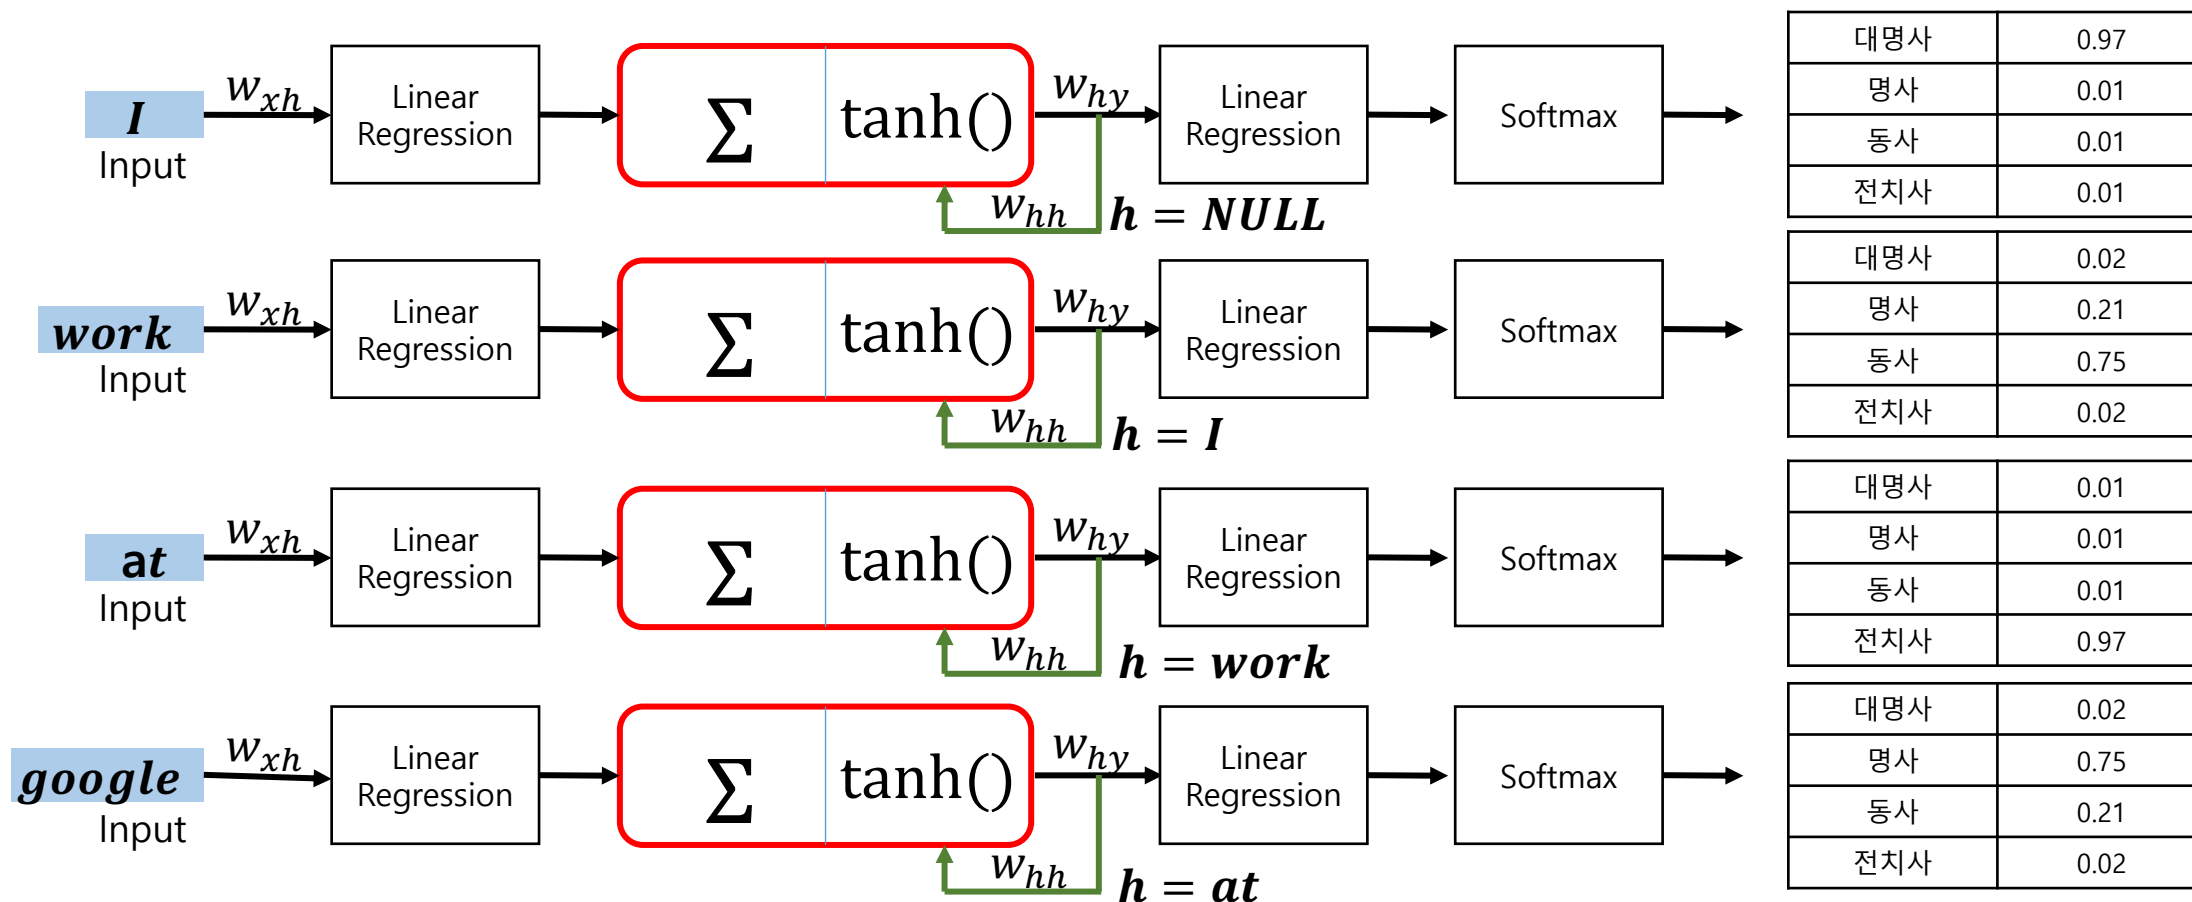 I
Input
w_xh
Linear
Regression
Σ
tanh()
w_hy
w_hh
h = NULL
Linear
Regression
Softmax
대명사 0.97
명사 0.01
동사 0.01
전치사 0.01
work
Input
w_xh
Linear
Regression
Σ
tanh()
w_hy
w_hh
h = I
Linear
Regression
Softmax
대명사 0.02
명사 0.21
동사 0.75
전치사 0.02
at
Input
w_xh
Linear
Regression
Σ
tanh()
w_hy
w_hh
h = work
Linear
Regression
Softmax
대명사 0.01
명사 0.01
동사 0.01
전치사 0.97
google
Input
w_xh
Linear
Regression
Σ
tanh()
w_hy
w_hh
h = at
Linear
Regression
Softmax
대명사 0.02
명사 0.75
동사 0.21
전치사 0.02